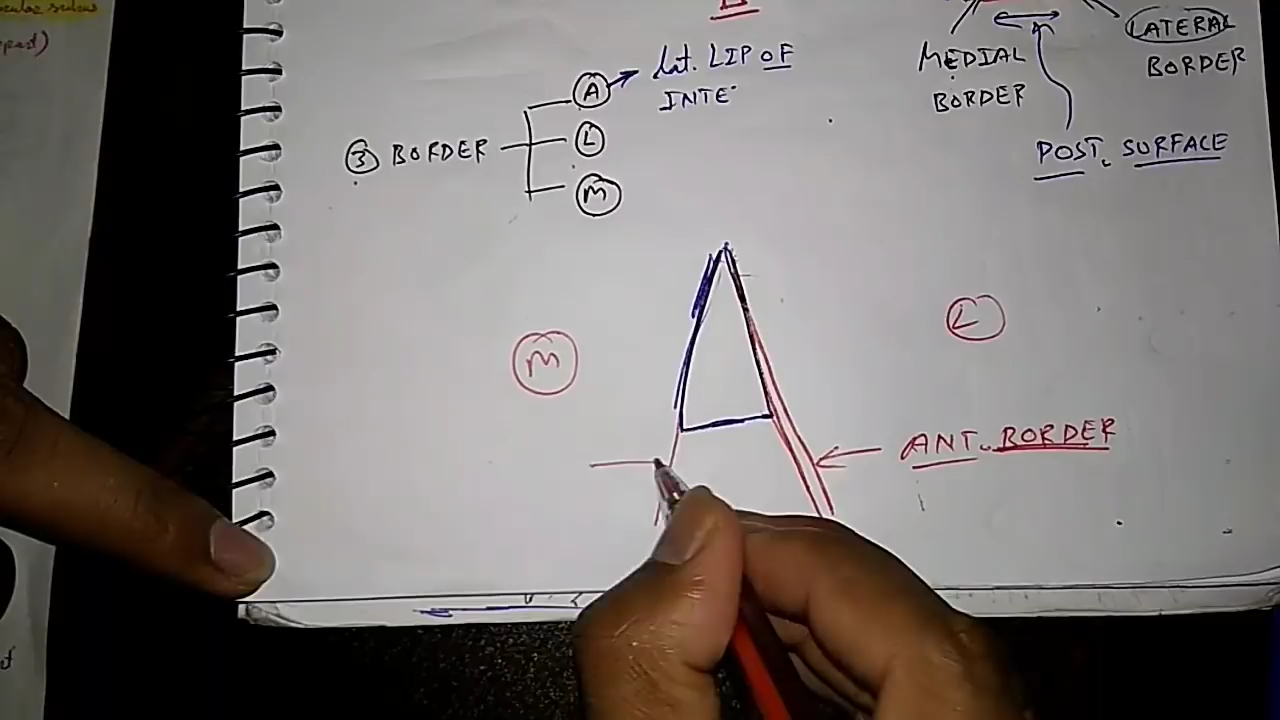 Lat. LIP OF
INTE
A
③ BORDER
L
M
MEDIAL
BORDER
LATERAL
BORDER
POST. SURFACE
M
L
ANT. BORDER